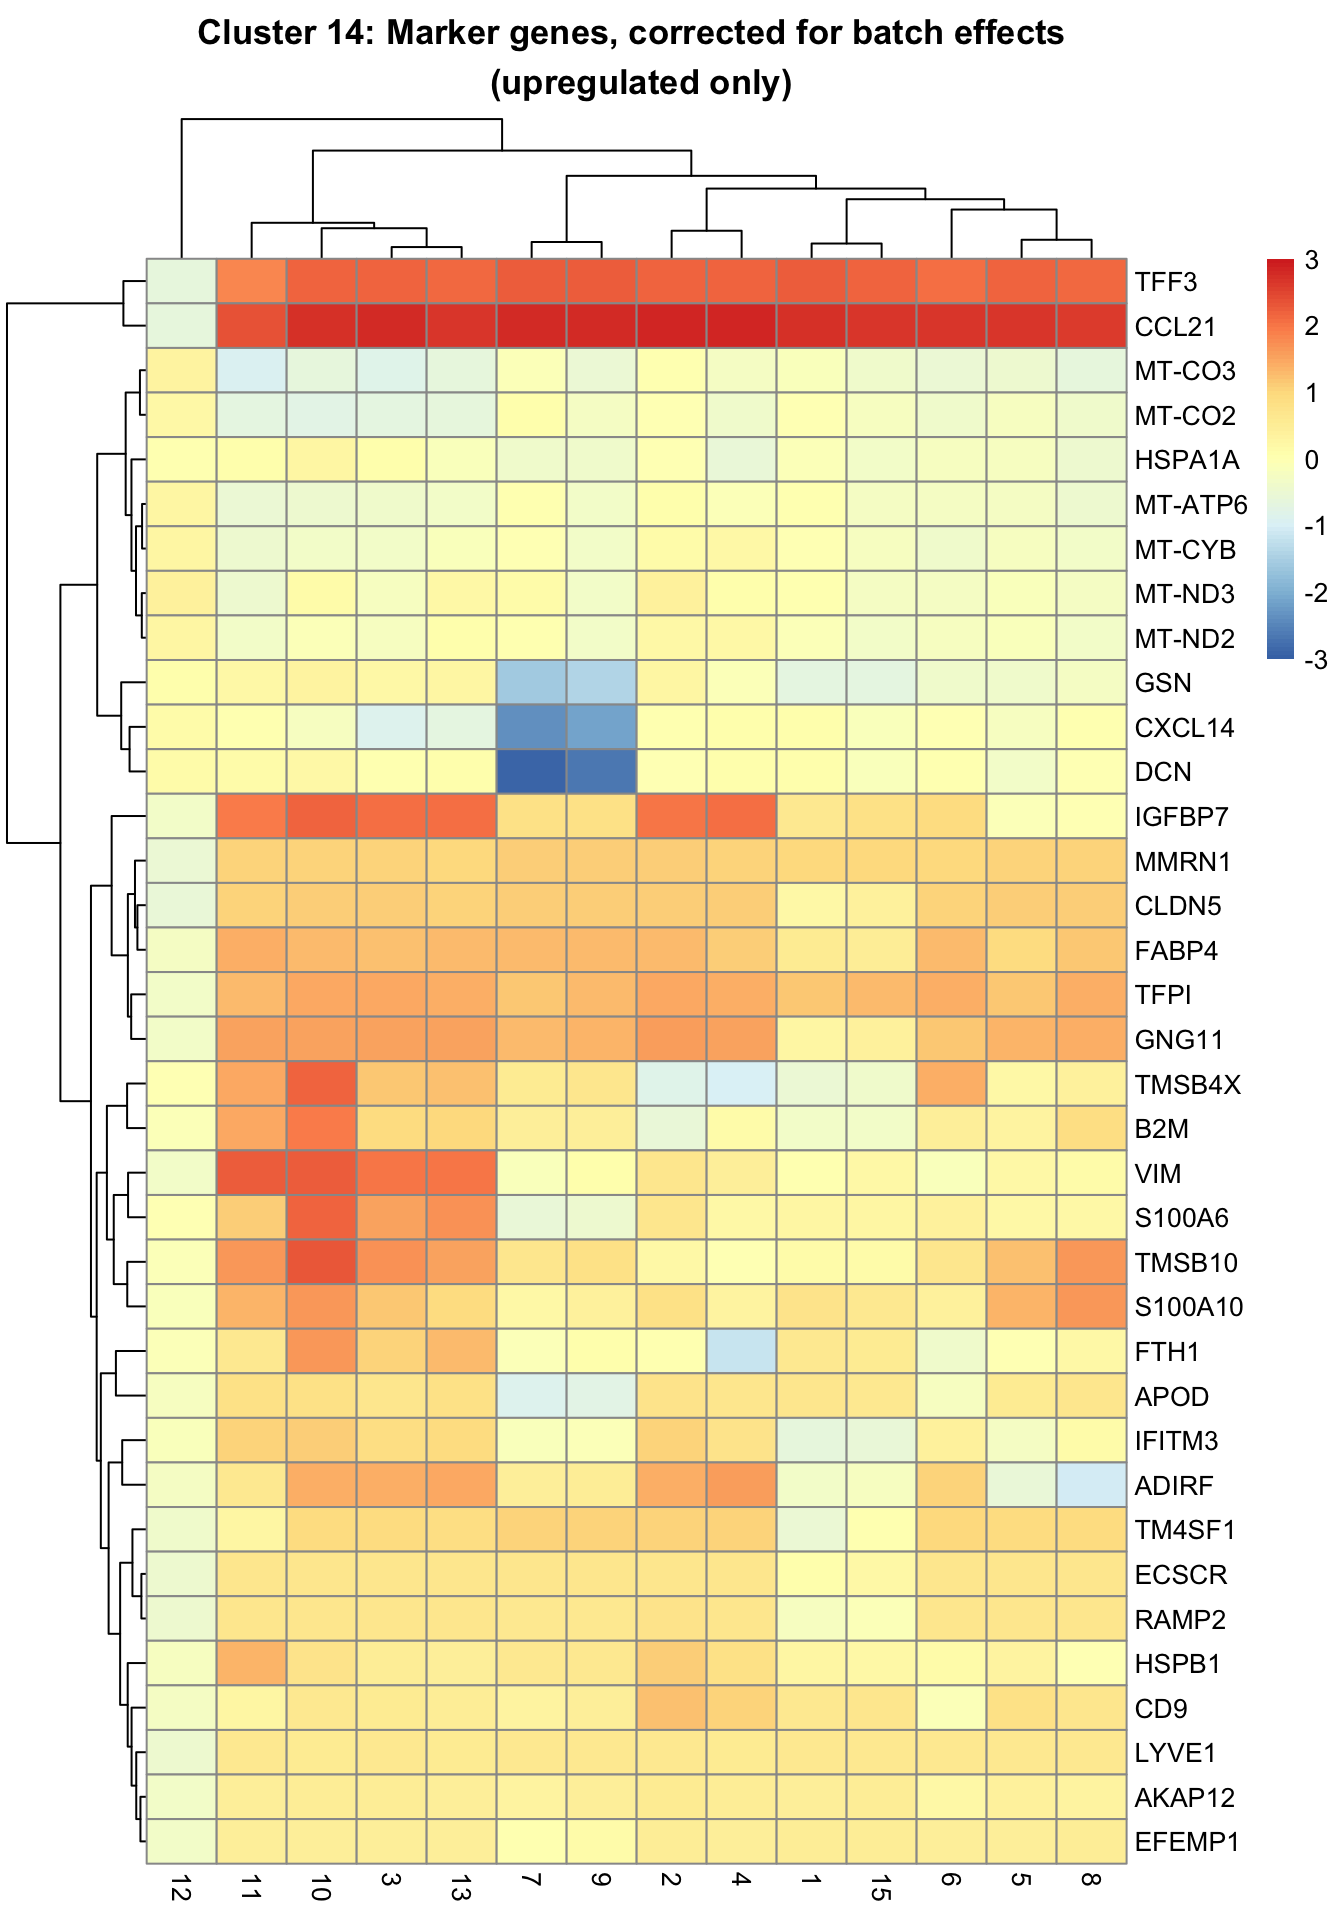 Cluster 14: Marker genes, corrected for batch effects
(upregulated only)
3
2
1
0
-1
-2
-3
TFF3
CCL21
MT-CO3
MT-CO2
HSPA1A
MT-ATP6
MT-CYB
MT-ND3
MT-ND2
GSN
CXCL14
DCN
IGFBP7
MMRN1
CLDN5
FABP4
TFPI
GNG11
TMSB4X
B2M
VIM
S100A6
TMSB10
S100A10
FTH1
APOD
IFITM3
ADIRF
TM4SF1
ECSCR
RAMP2
HSPB1
CD9
LYVE1
AKAP12
EFEMP1
12 11 10 3 13 7 9 2 4 1 15 6 5 8